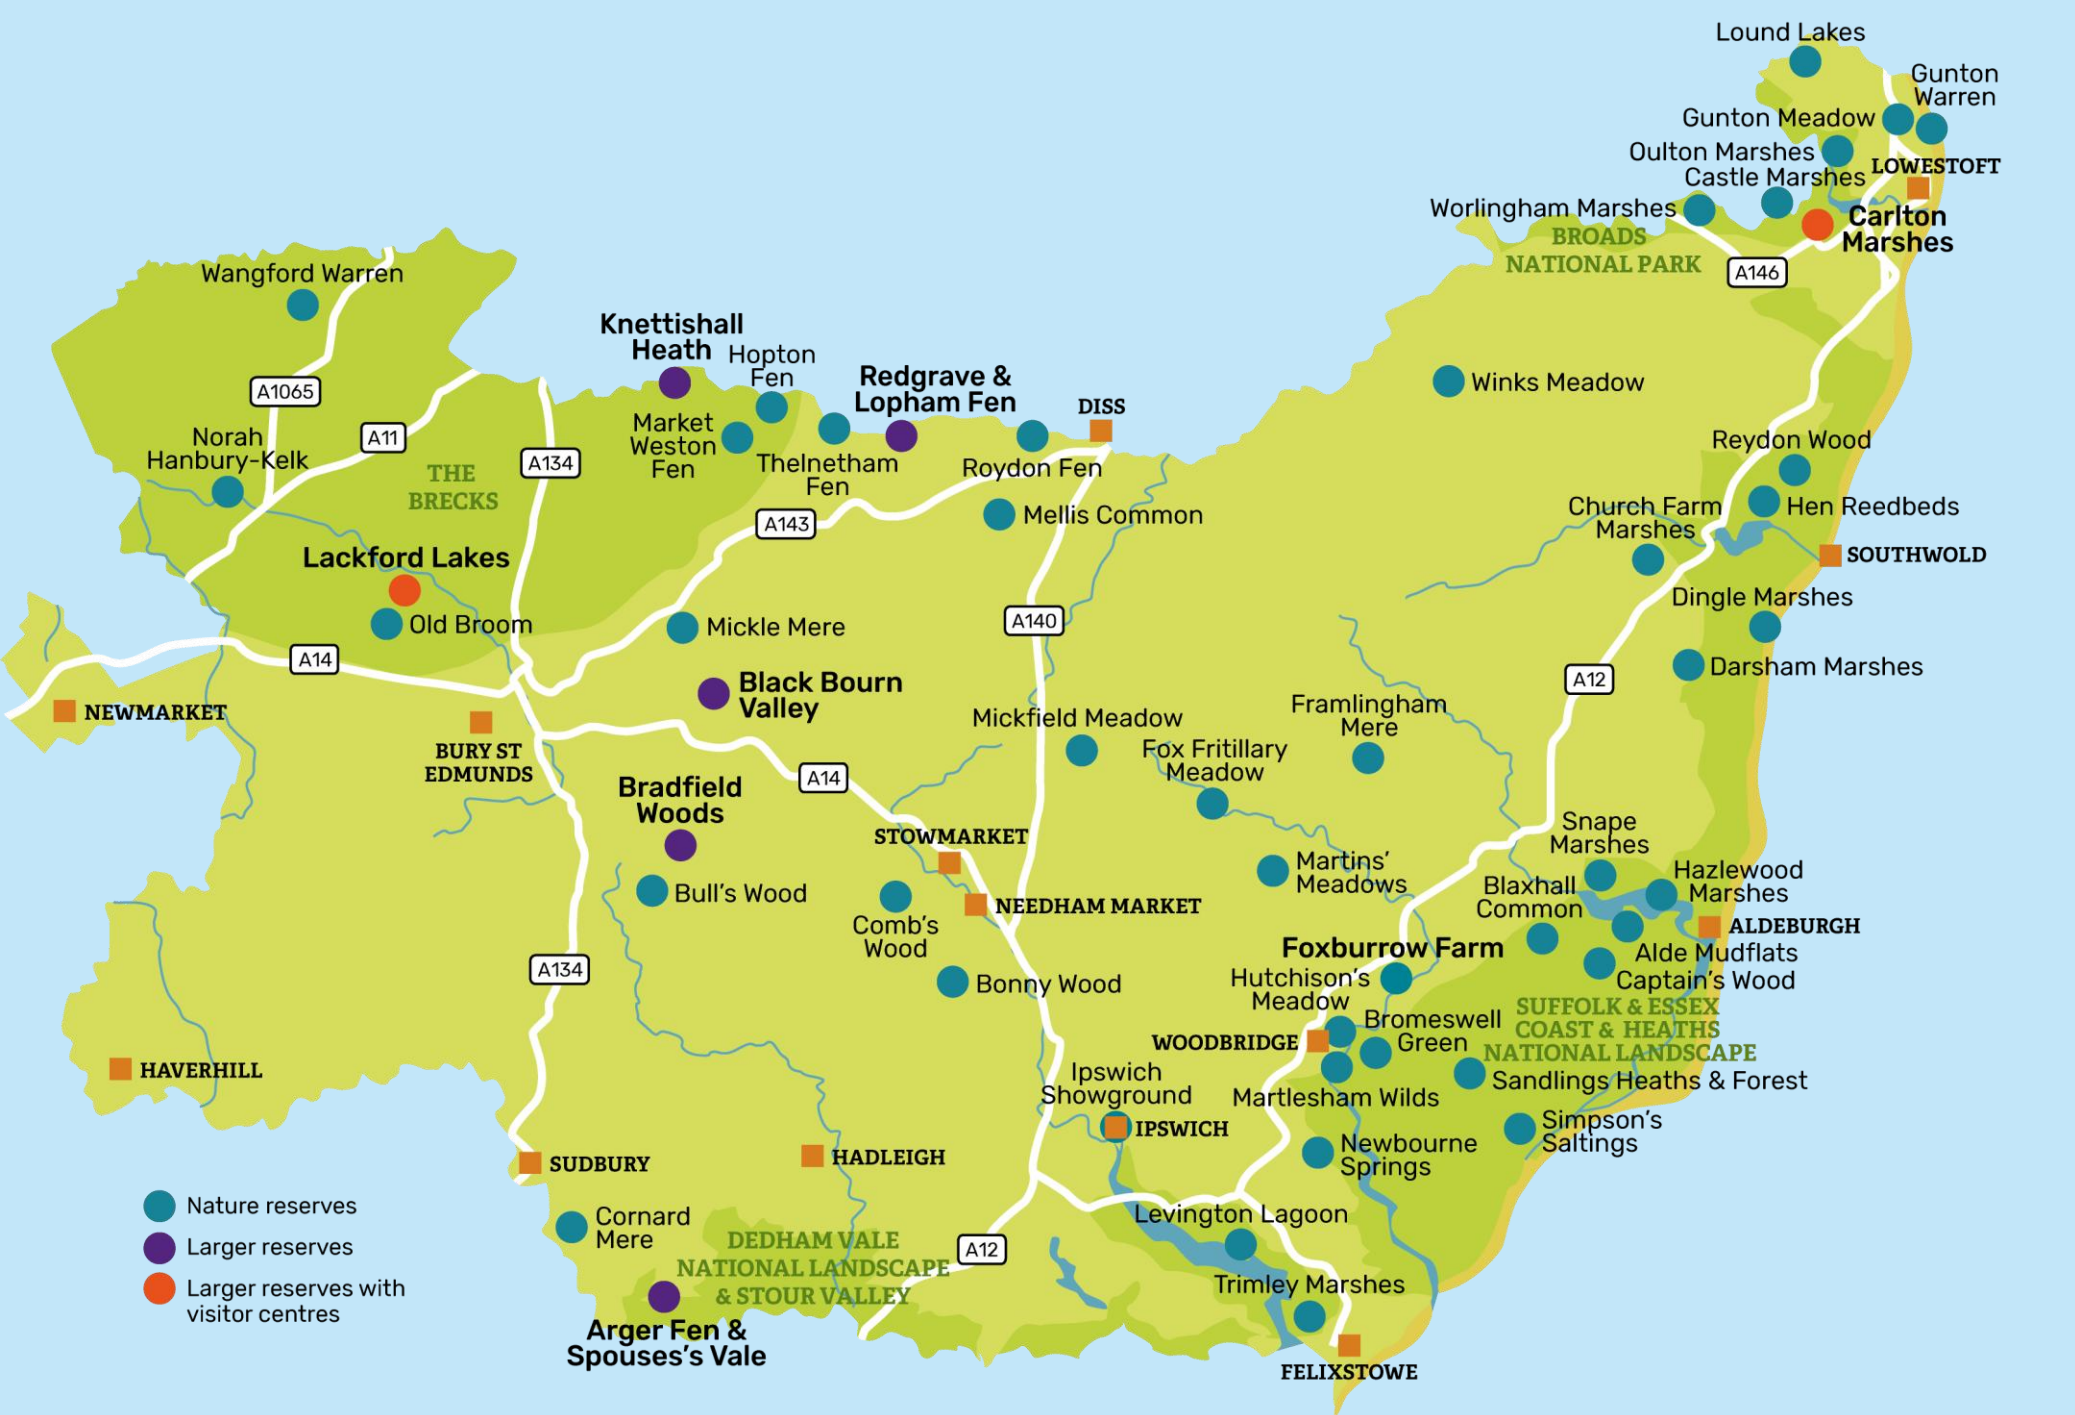 Lound Lakes
Gunton
Warren
Gunton Meadow
Oulton Marshes
LOWESTOFT
Castle Marshes
Worlingham Marshes
Carlton
Marshes
BROADS
NATIONAL PARK
A146
Wangford Warren
A1065
A11
Norah
Hanbury-Kelk
THE
BRECKS
A134
Knettishall
Heath
Hopton
Fen
Market
Weston
Fen
Thelnetham
Fen
Redgrave &
Lopham Fen
DISS
Roydon Fen
Mellis Common
A143
Winks Meadow
Reydon Wood
Hen Reedbeds
Church Farm
Marshes
SOUTHWOLD
Dingle Marshes
Darsham Marshes
A12
Lackford Lakes
Old Broom
A14
NEWMARKET
BURY ST
EDMUNDS
Mickle Mere
Black Bourn
Valley
A140
Mickfield Meadow
Fox Fritillary
Meadow
Framlingham
Mere
A14
Bradfield
Woods
Bull's Wood
STOWMARKET
NEEDHAM MARKET
Comb's
Wood
Bonny Wood
Martins'
Meadows
Snape
Marshes
Hazlewood
Marshes
Blaxhall
Common
ALDEBURGH
Alde Mudflats
Captain's Wood
Foxburrow Farm
Hutchison's
Meadow
SUFFOLK & ESSEX
COAST & HEATHS
NATIONAL LANDSCAPE
Bromeswell
Green
WOODBRIDGE
Sandlings Heaths & Forest
Martlesham Wilds
Simpson's
Saltings
Newbourne
Springs
Ipswich
Showground
IPSWICH
A134
HAVERHILL
SUDBURY
HADLEIGH
Cornard
Mere
DEDHAM VALE
NATIONAL LANDSCAPE
& STOUR VALLEY
A12
Arger Fen &
Spouses's Vale
Levington Lagoon
Trimley Marshes
FELIXSTOWE
Nature reserves
Larger reserves
Larger reserves with
visitor centres